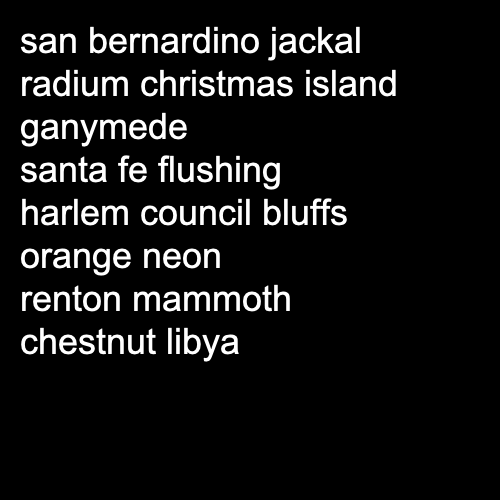 san bernardino jackal
radium christmas island
ganymede
santa fe flushing
harlem council bluffs
orange neon
renton mammoth
chestnut libya